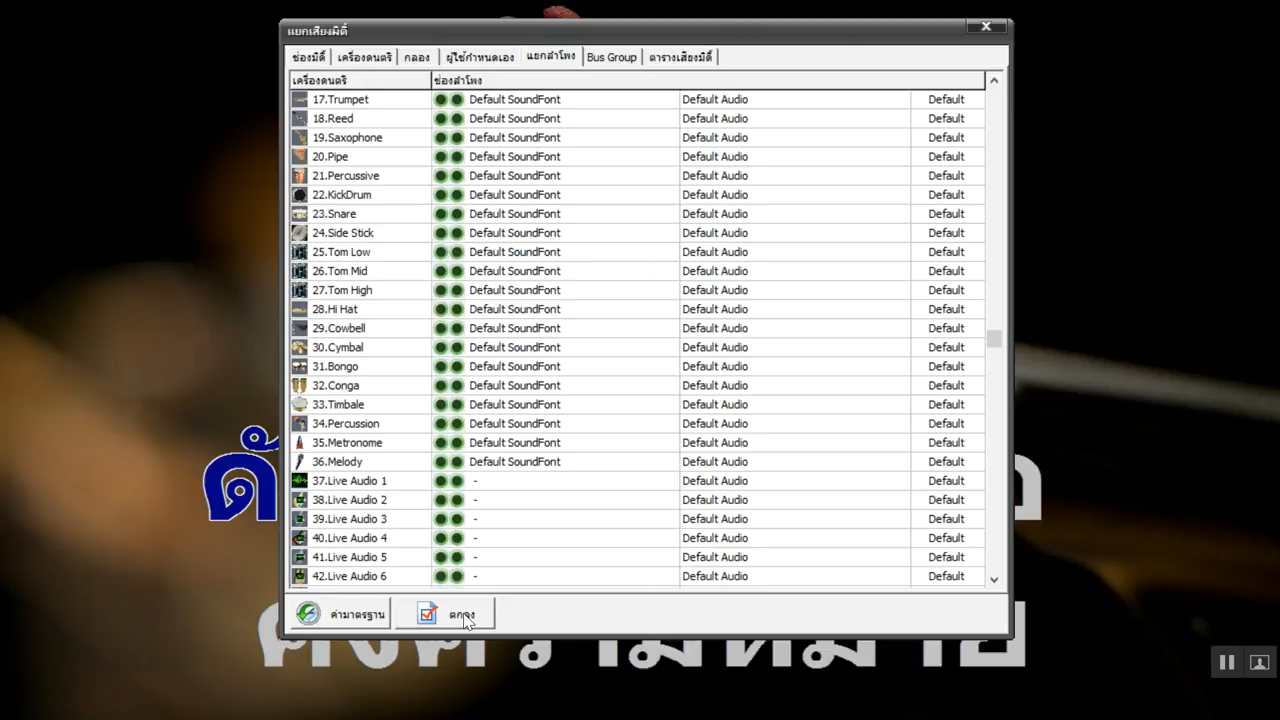 แยกเสียงมิดี้
ช่องมิดี้ เครื่องดนตรี กลอง ผู้ใช้กำหนดเอง แยกลำโพง Bus Group ตารางเสียงมิดี้
เครื่องดนตรี ช่องลำโพง
17.Trumpet Default SoundFont Default Audio Default
18.Reed Default SoundFont Default Audio Default
19.Saxophone Default SoundFont Default Audio Default
20.Pipe Default SoundFont Default Audio Default
21.Percussive Default SoundFont Default Audio Default
22.KickDrum Default SoundFont Default Audio Default
23.Snare Default SoundFont Default Audio Default
24.Side Stick Default SoundFont Default Audio Default
25.Tom Low Default SoundFont Default Audio Default
26.Tom Mid Default SoundFont Default Audio Default
27.Tom High Default SoundFont Default Audio Default
28.Hi Hat Default SoundFont Default Audio Default
29.Cowbell Default SoundFont Default Audio Default
30.Cymbal Default SoundFont Default Audio Default
31.Bongo Default SoundFont Default Audio Default
32.Conga Default SoundFont Default Audio Default
33.Timbale Default SoundFont Default Audio Default
34.Percussion Default SoundFont Default Audio Default
35.Metronome Default SoundFont Default Audio Default
36.Melody Default SoundFont Default Audio Default
37.Live Audio 1 - Default Audio Default
38.Live Audio 2 - Default Audio Default
39.Live Audio 3 - Default Audio Default
40.Live Audio 4 - Default Audio Default
41.Live Audio 5 - Default Audio Default
42.Live Audio 6 - Default Audio Default
ค่ามาตรฐาน ตกลง